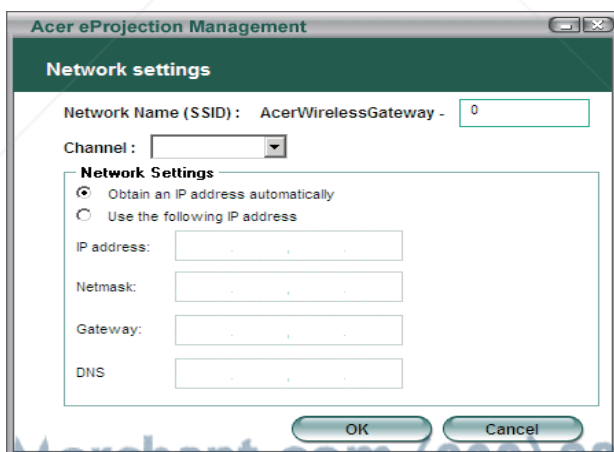 Acer eProjection Management
Network settings
Network Name (SSID) : AcerWirelessGateway - 0
Channel :
Network Settings
Obtain an IP address automatically
Use the following IP address
IP address:
Netmask:
Gateway:
DNS
OK Cancel